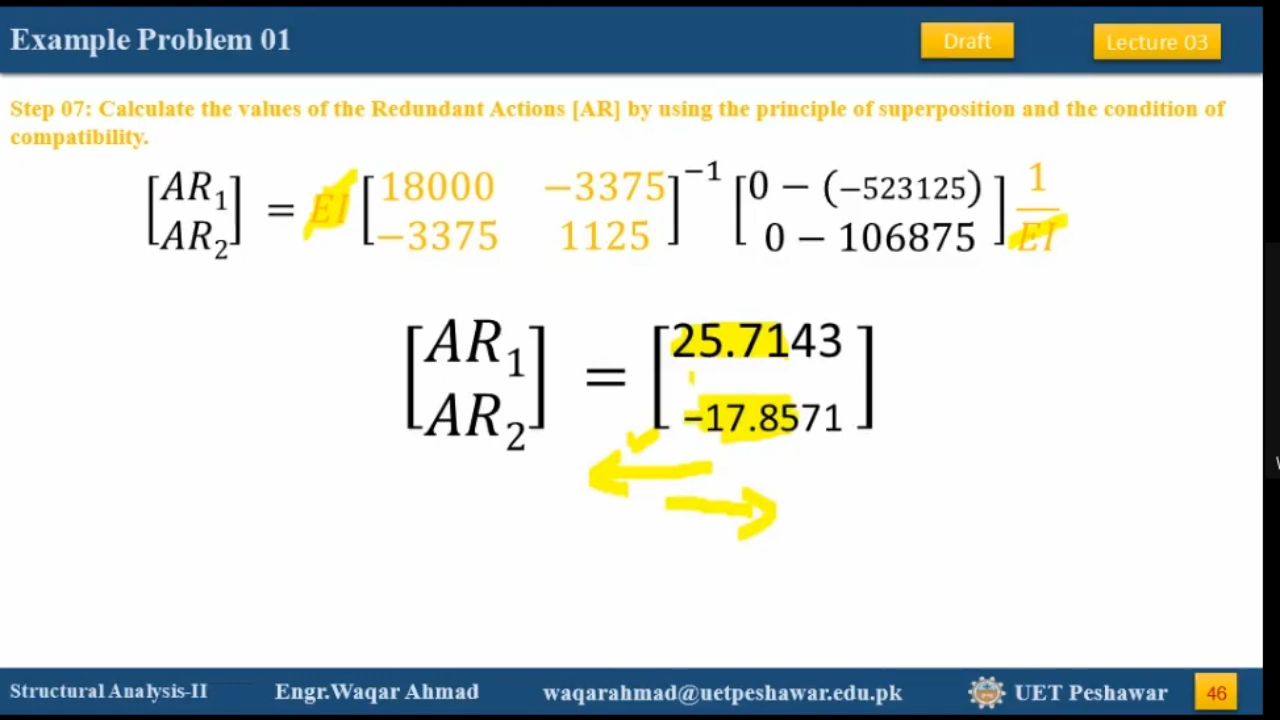 Example Problem 01
Draft
Lecture 03
Step 07: Calculate the values of the Redundant Actions [AR] by using the principle of superposition and the condition of
compatibility.
[AR₁ AR₂] = EI [18000 −3375 −3375 1125]⁻¹ [0 − (−523125) 0 − 106875] 1/EI
[AR₁ AR₂] = [25.7143 −17.8571]
Structural Analysis-II
Engr.Waqar Ahmad
waqarahmad@uetpeshawar.edu.pk
UET Peshawar
46